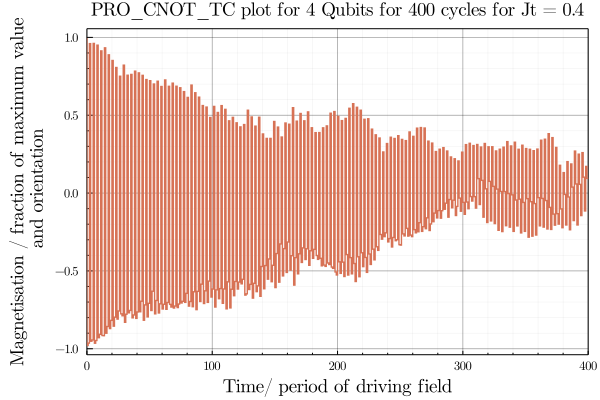 PRO_CNOT_TC plot for 4 Qubits for 400 cycles for Jt = 0.4
Magnetisation / fraction of maximum value
and orientation
1.0
0.5
0.0
−0.5
−1.0
0 100 200 300 400
Time/ period of driving field